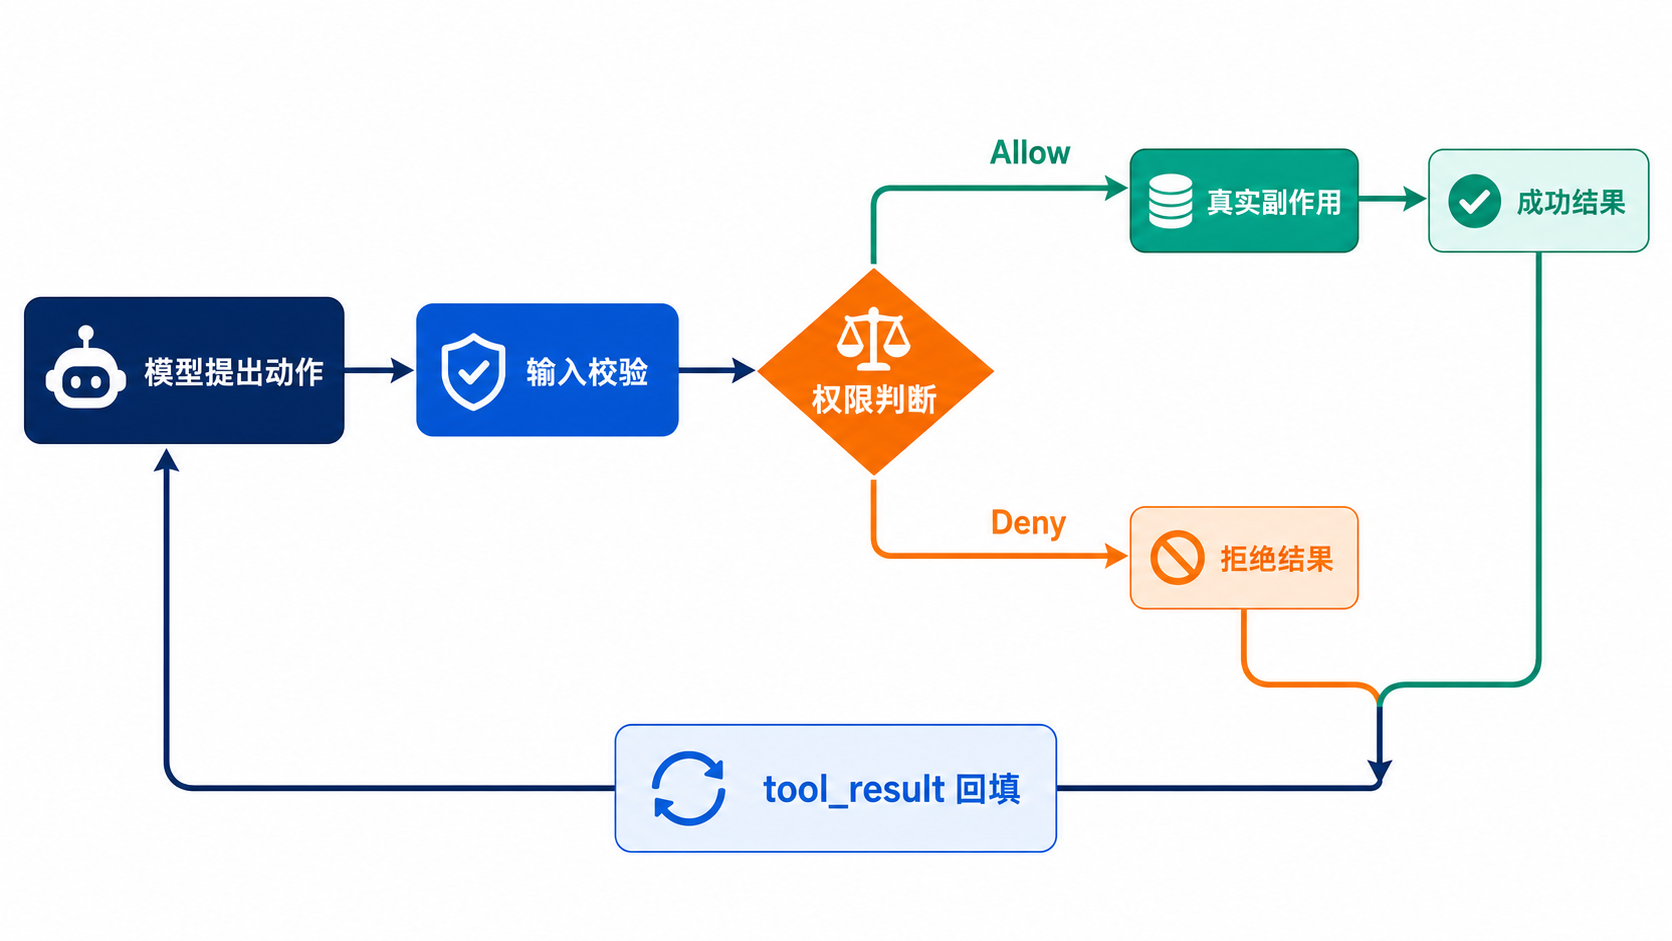 模型提出动作
输入校验
权限判断
Allow
真实副作用
成功结果
Deny
拒绝结果
tool_result 回填